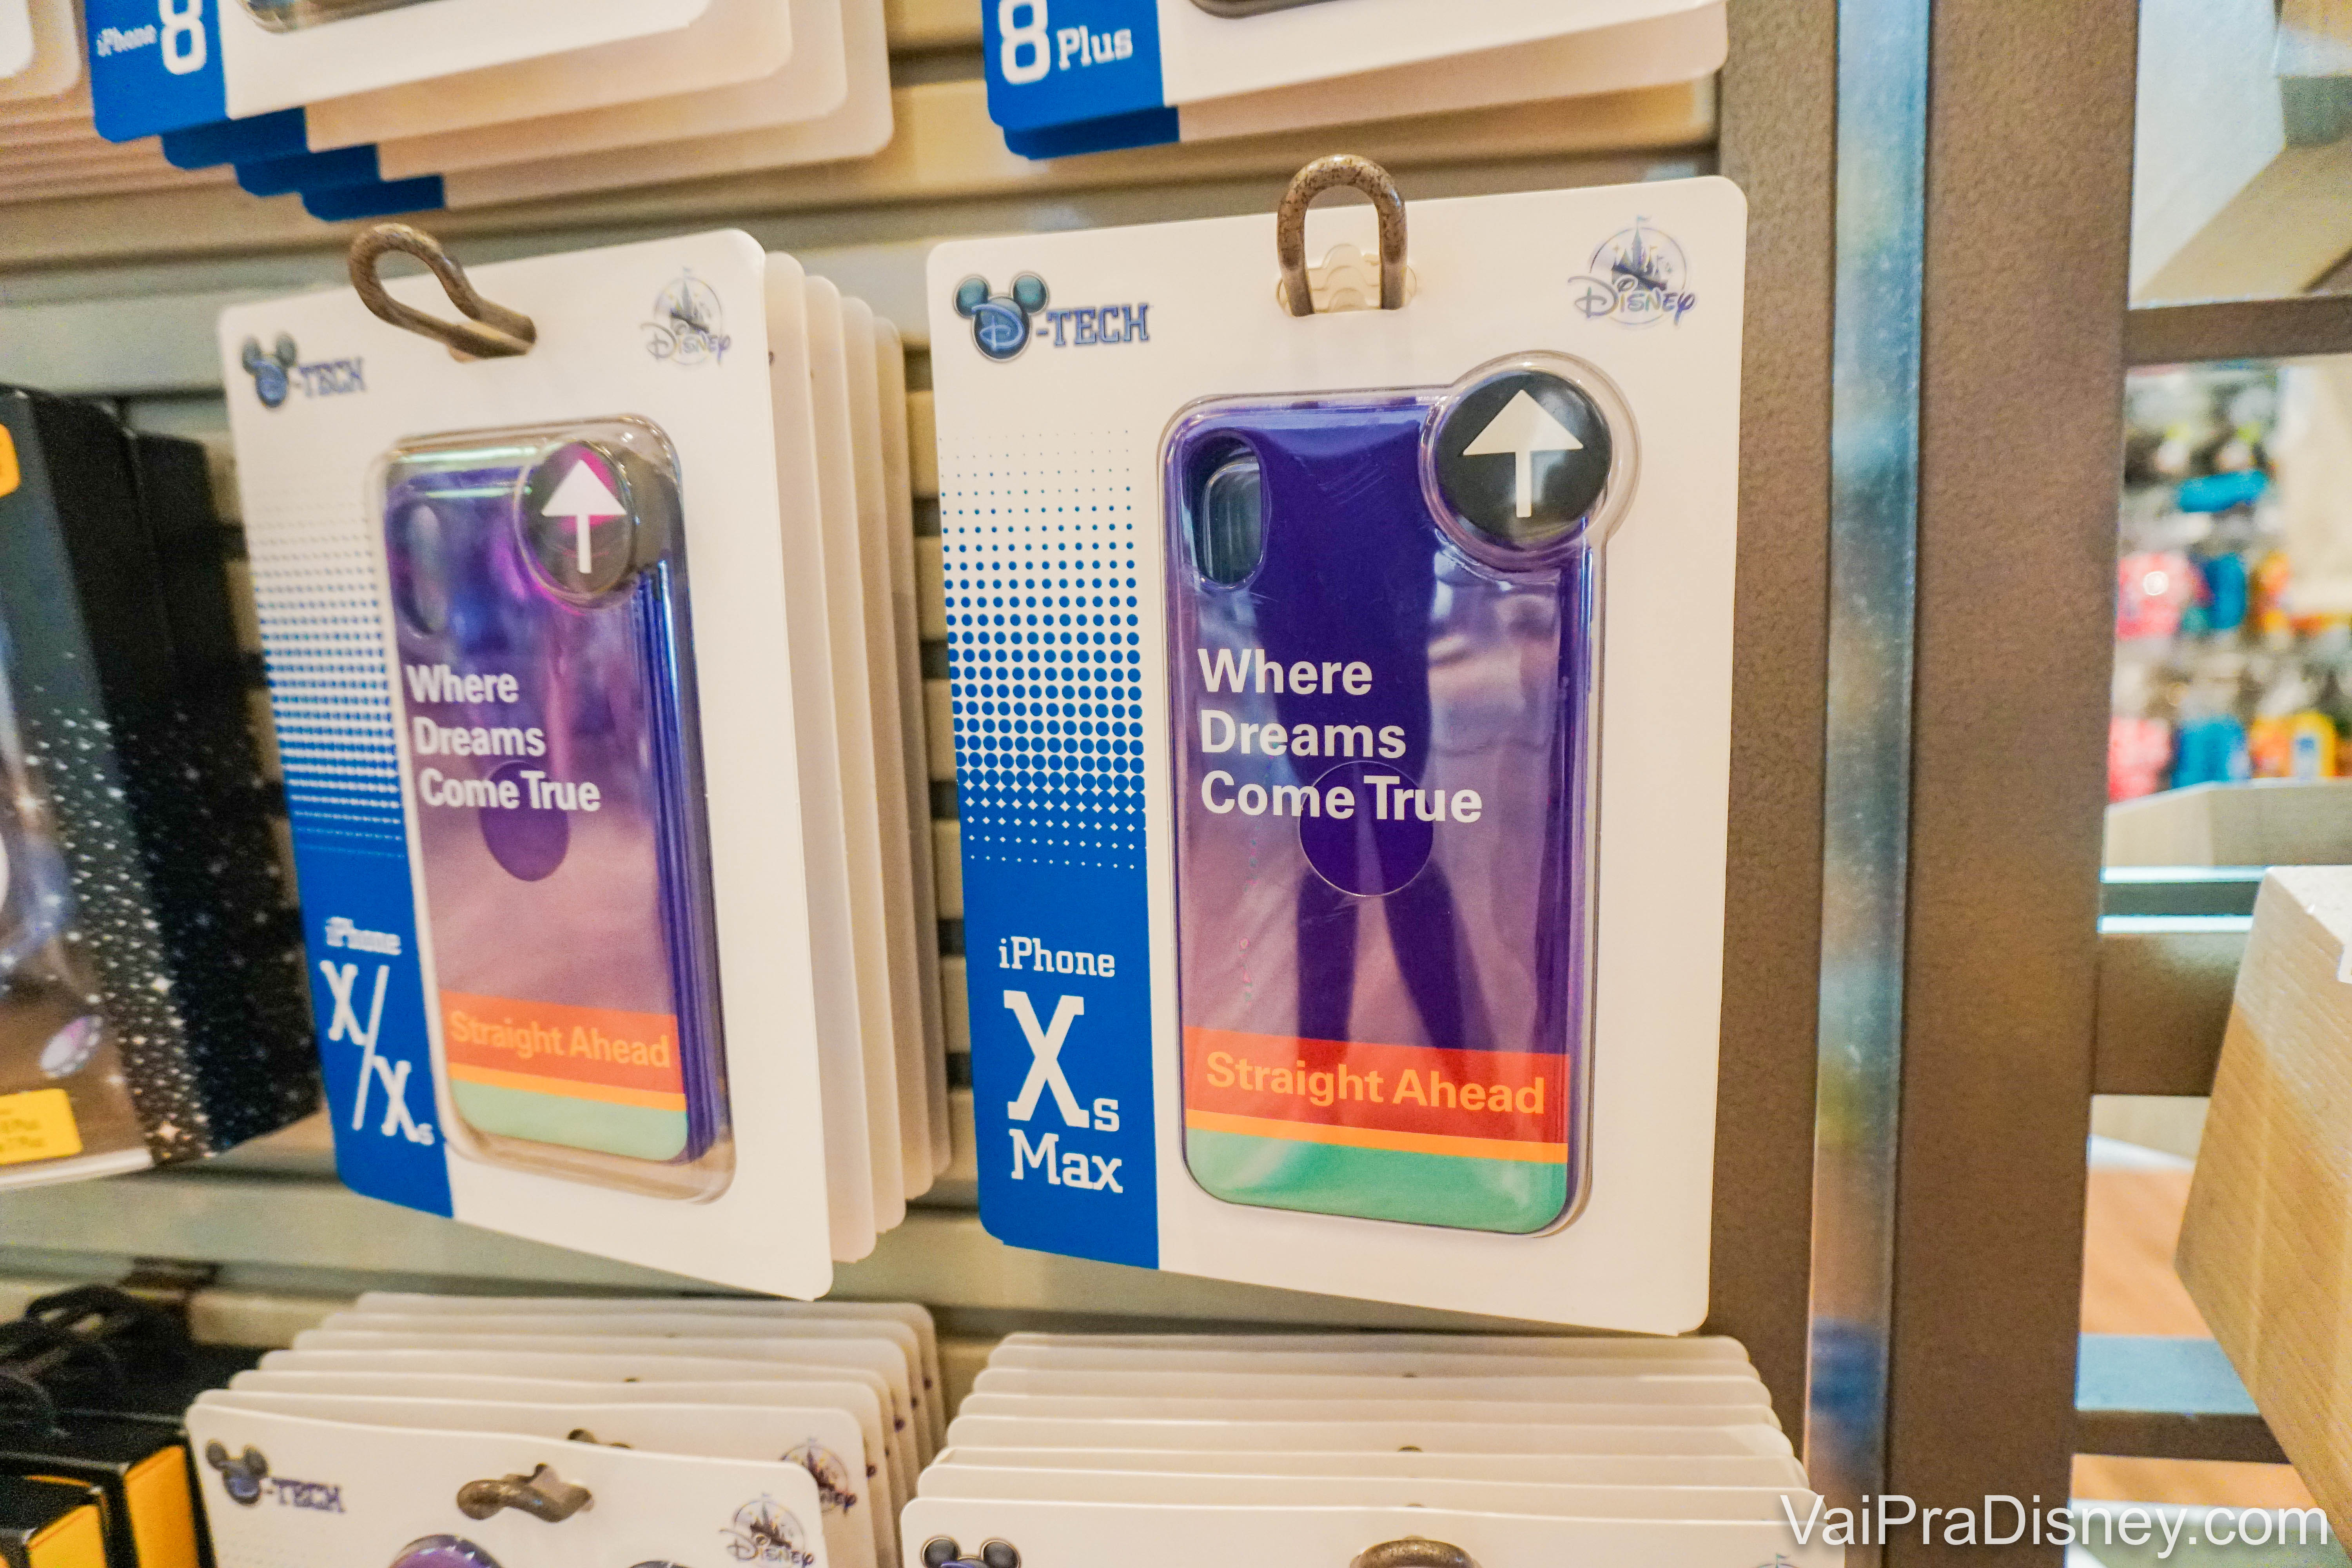 iPhone 8
8 Plus
D-TECH
Disney
Where
Dreams
Come True
Straight Ahead
iPhone
X/Xs
D-TECH
Disney
Where
Dreams
Come True
Straight Ahead
iPhone
Xs
Max
D-TECH
Disney
VaiPraDisney.com